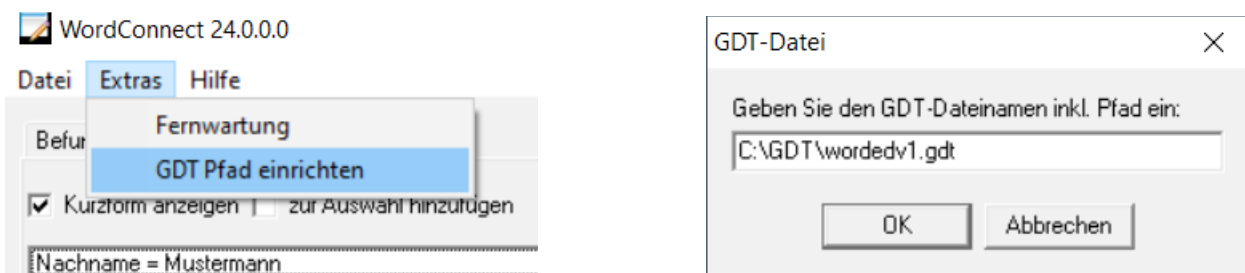 WordConnect 24.0.0.0
Datei Extras Hilfe
Fernwartung
Befun
GDT Pfad einrichten
Kurzform anzeigen zur Auswahl hinzufügen
Nachname = Mustermann
GDT-Datei
Geben Sie den GDT-Dateinamen inkl. Pfad ein:
C:\GDT\wordedv1.gdt
OK Abbrechen